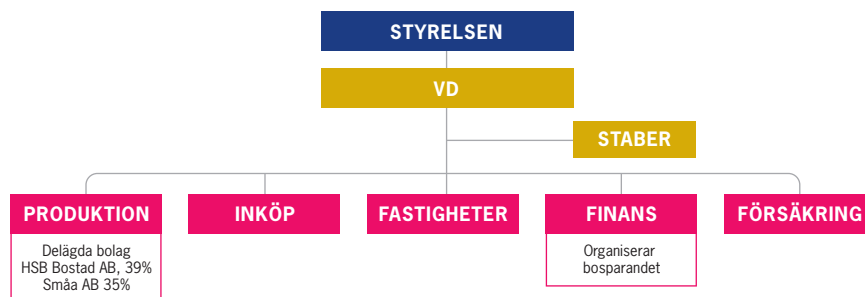 STYRELSEN
VD
STABER
PRODUKTION
Delägda bolag
HSB Bostad AB, 39%
Småa AB 35%
INKÖP
FASTIGHETER
FINANS
Organiserar
bosparandet
FÖRSÄKRING